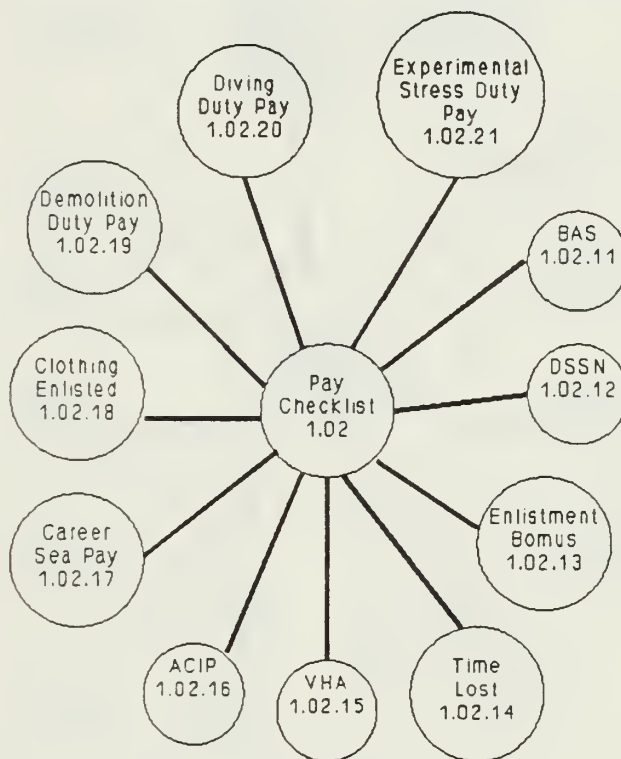 Experimental
Stress Duty
Pay
1.02.21
Diving
Duty Pay
1.02.20
Demolition
Duty Pay
1.02.19
BAS
1.02.11
Clothing
Enlisted
1.02.18
Pay
Checklist
1.02
DSSN
1.02.12
Career
Sea Pay
1.02.17
Enlistment
Bomus
1.02.13
ACIP
1.02.16
VHA
1.02.15
Time
Lost
1.02.14